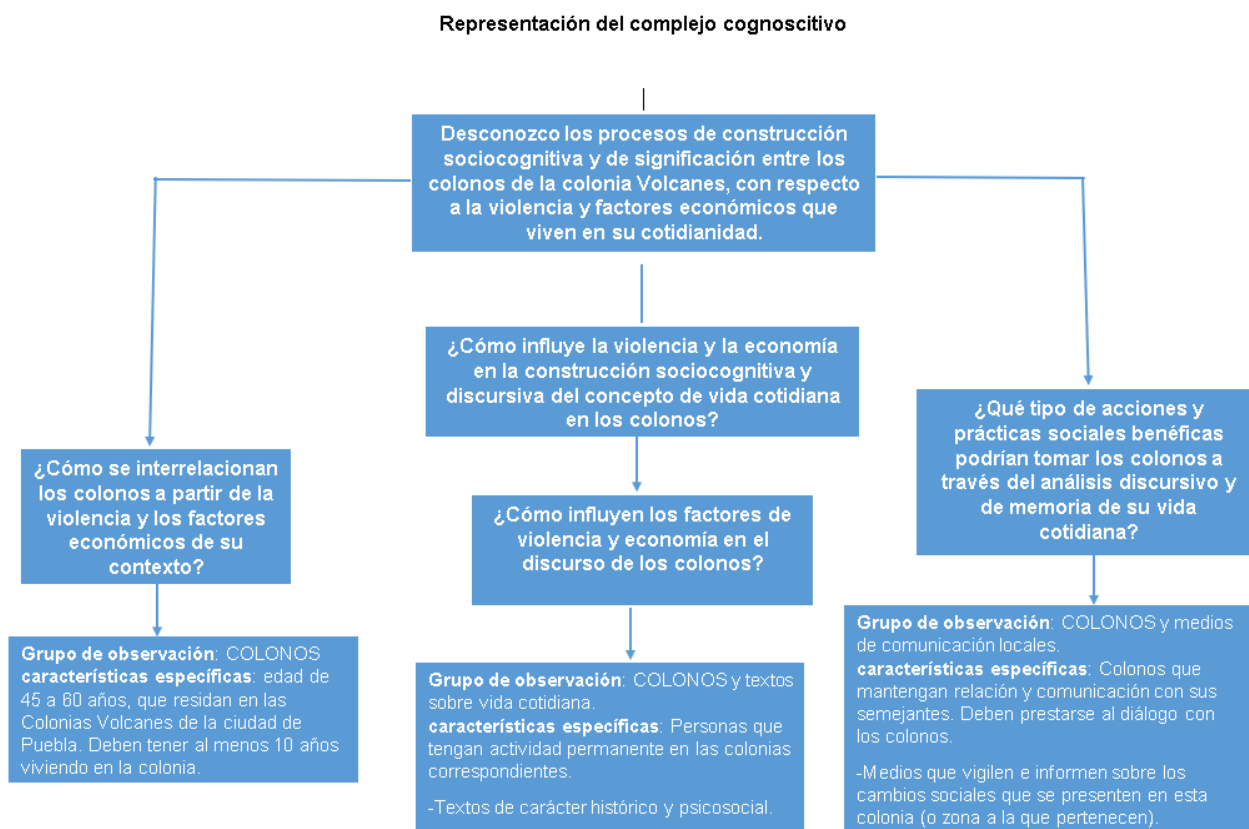 Representación del complejo cognoscitivo
Desconozco los procesos de construcción
sociocognitiva y de significación entre los
colonos de la colonia Volcanes, con respecto
a la violencia y factores económicos que
viven en su cotidianidad.
¿Cómo influye la violencia y la economía
en la construcción sociocognitiva y
discursiva del concepto de vida cotidiana
en los colonos?
¿Cómo se interrelacionan
los colonos a partir de la
violencia y los factores
económicos de su
contexto?
¿Cómo influyen los factores de
violencia y economía en el
discurso de los colonos?
¿Qué tipo de acciones y
prácticas sociales benéficas
podrían tomar los colonos a
través del análisis discursivo y
de memoria de su vida
cotidiana?
Grupo de observación: COLONOS
características específicas: edad de
45 a 60 años, que residan en las
Colonias Volcanes de la ciudad de
Puebla. Deben tener al menos 10 años
viviendo en la colonia.
Grupo de observación: COLONOS y textos
sobre vida cotidiana.
características específicas: Personas que
tengan actividad permanente en las colonias
correspondientes.
-Textos de carácter histórico y psicosocial.
Grupo de observación: COLONOS y medios
de comunicación locales.
características específicas: Colonos que
mantengan relación y comunicación con sus
semejantes. Deben prestarse al diálogo con
los colonos.
-Medios que vigilen e informen sobre los
cambios sociales que se presenten en esta
colonia (o zona a la que pertenecen).